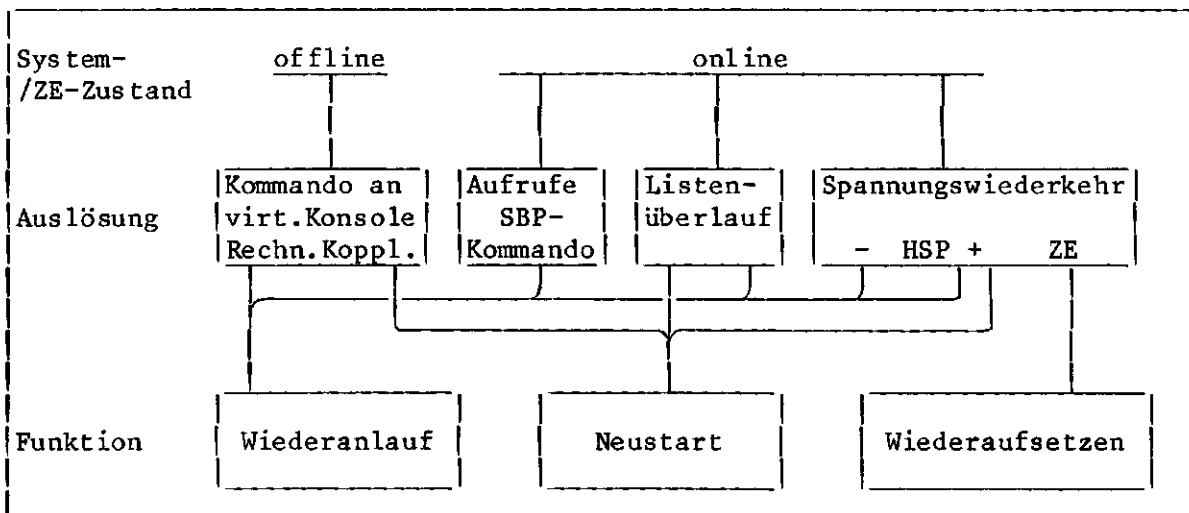 System- offline online
/ZE-Zustand
Kommando an Aufrufe Listen- Spannungswiederkehr
Auslösung virt.Konsole SBP- überlauf
Rechn.Koppl. Kommando - HSP + ZE
Funktion Wiederanlauf Neustart Wiederaufsetzen